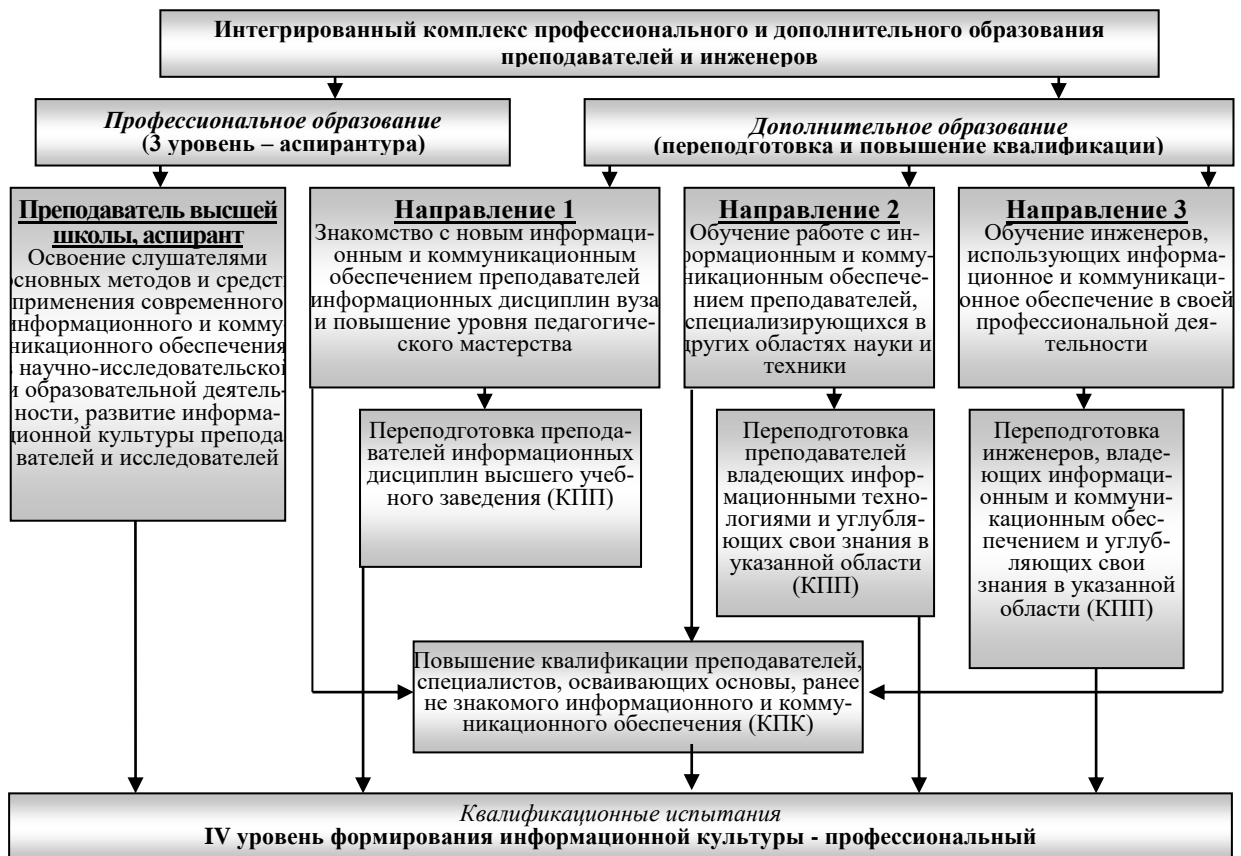 Интегрированный комплекс профессионального и дополнительного образования
преподавателей и инженеров
Профессиональное образование
(3 уровень – аспирантура)
Дополнительное образование
(переподготовка и повышение квалификации)
Преподаватель высшей
школы, аспирант
Освоение слушателями
основных методов и средств
применения современного
информационного и комму-
никационного обеспечения
научно-исследовательской
и образовательной деятель-
ности, развитие информа-
ционной культуры препода-
вателей и исследователей
Направление 1
Знакомство с новым информаци-
онным и коммуникационным
обеспечением преподавателей
информационных дисциплин вуза
и повышение уровня педагогиче-
ского мастерства
Направление 2
Обучение работе с ин-
формационным и комму-
никационным обеспече-
нием преподавателей,
специализирующихся в
других областях науки и
техники
Направление 3
Обучение инженеров,
использующих информа-
ционное и коммуникаци-
онное обеспечение в своей
профессиональной дея-
тельности
Переподготовка препода-
вателей информационных
дисциплин высшего учеб-
ного заведения (КПП)
Переподготовка
преподавателей
владеющих инфор-
мационными техно-
логиями и углубля-
ющих свои знания в
указанной области
(КПП)
Переподготовка
инженеров, владе-
ющих информаци-
онным и коммуни-
кационным обес-
печением и углуб-
ляющих свои
знания в указанной
области (КПП)
Повышение квалификации преподавателей,
специалистов, осваивающих основы, ранее
не знакомого информационного и комму-
никационного обеспечения (КПК)
Квалификационные испытания
IV уровень формирования информационной культуры - профессиональный